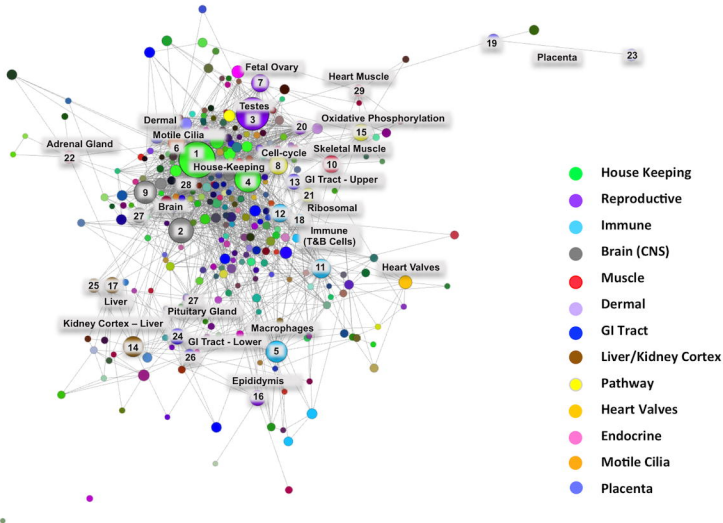 19
Placenta
23
Fetal Ovary
7
Heart Muscle
29
Testes
3
Dermal
20
Oxidative Phosphorylation
15
Motile Cilia
6
1
Adrenal Gland
22
Cell-cycle
8
Skeletal Muscle
10
House-Keeping
4
28
9
13
GI Tract - Upper
21
Brain
27
12
Ribosomal
18
2
Immune
(T&B Cells)
11
Heart Valves
25
17
Liver
27
Pituitary Gland
Kidney Cortex – Liver
14
24
GI Tract - Lower
26
Macrophages
5
Epididymis
16
House Keeping
Reproductive
Immune
Brain (CNS)
Muscle
Dermal
GI Tract
Liver/Kidney Cortex
Pathway
Heart Valves
Endocrine
Motile Cilia
Placenta